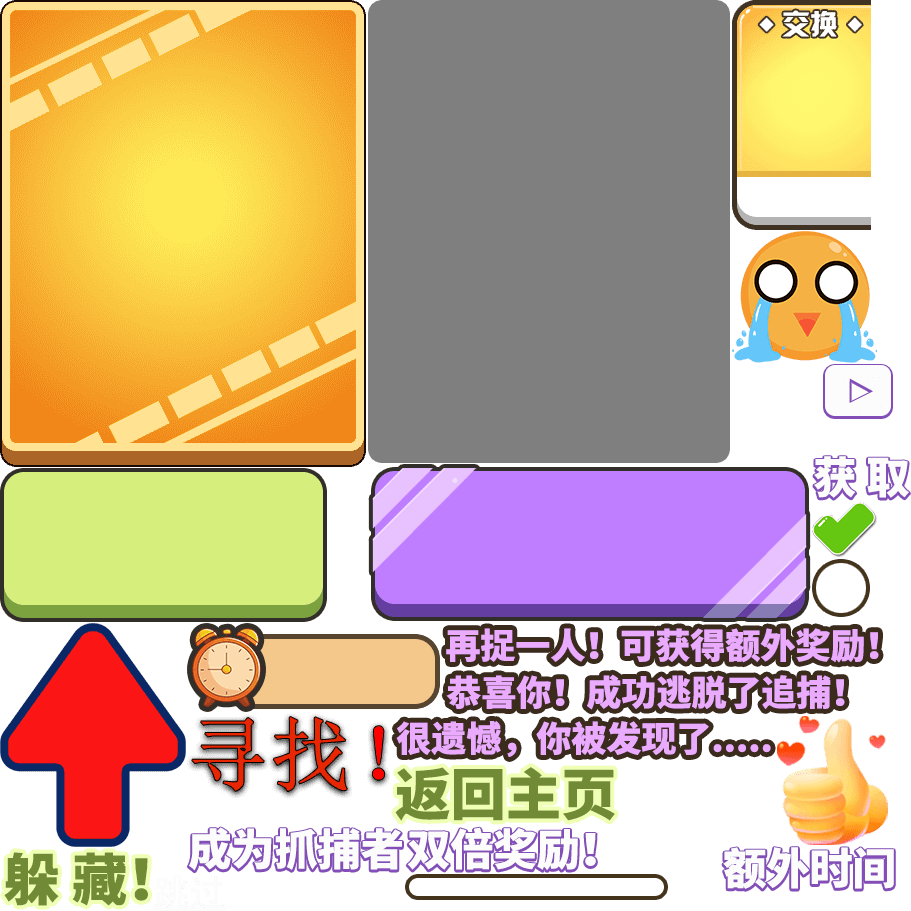 交换
获取
再捉一人！可获得额外奖励！
恭喜你！成功逃脱了追捕！
寻找！
很遗憾，你被发现了.....
返回主页
成为抓捕者双倍奖励！
额外时间
躲藏！
跳过